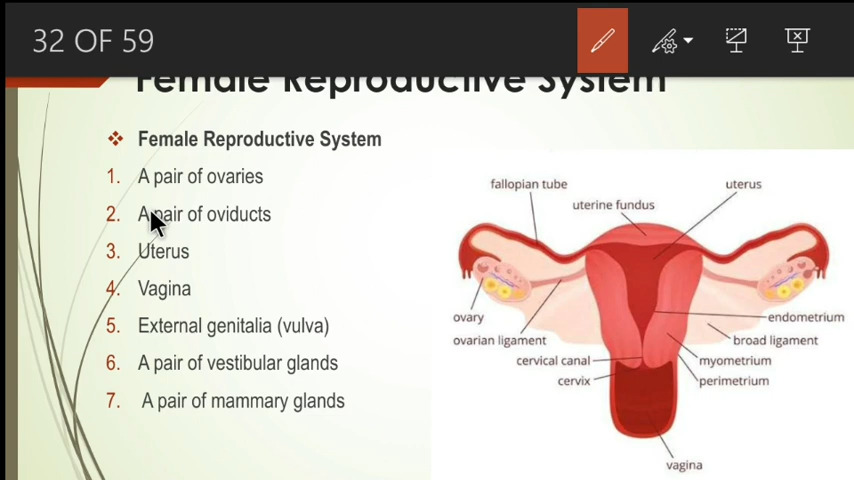 32 OF 59
Female Reproductive System
❖ Female Reproductive System
1. A pair of ovaries
2. A pair of oviducts
3. Uterus
4. Vagina
5. External genitalia (vulva)
6. A pair of vestibular glands
7. A pair of mammary glands
fallopian tube
uterus
uterine fundus
ovary
endometrium
ovarian ligament
broad ligament
cervical canal
myometrium
cervix
perimetrium
vagina